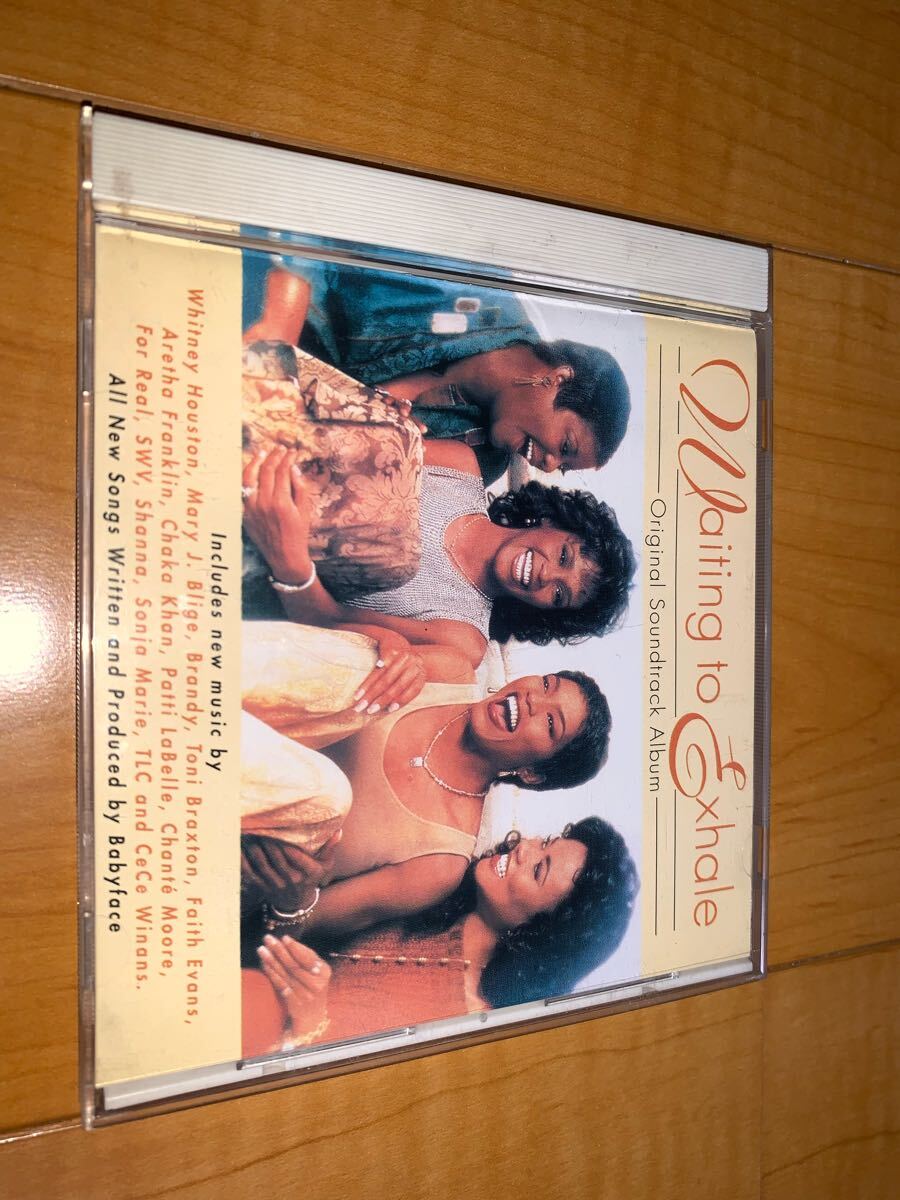 Waiting to Exhale
Original Soundtrack Album
Includes new music by
Whitney Houston, Mary J. Blige, Brandy, Toni Braxton, Faith Evans,
Aretha Franklin, Chaka Khan, Patti LaBelle, Chanté Moore,
For Real, SWV, Shanna, Sonja Marie, TLC and CeCe Winans.
All New Songs Written and Produced by Babyface